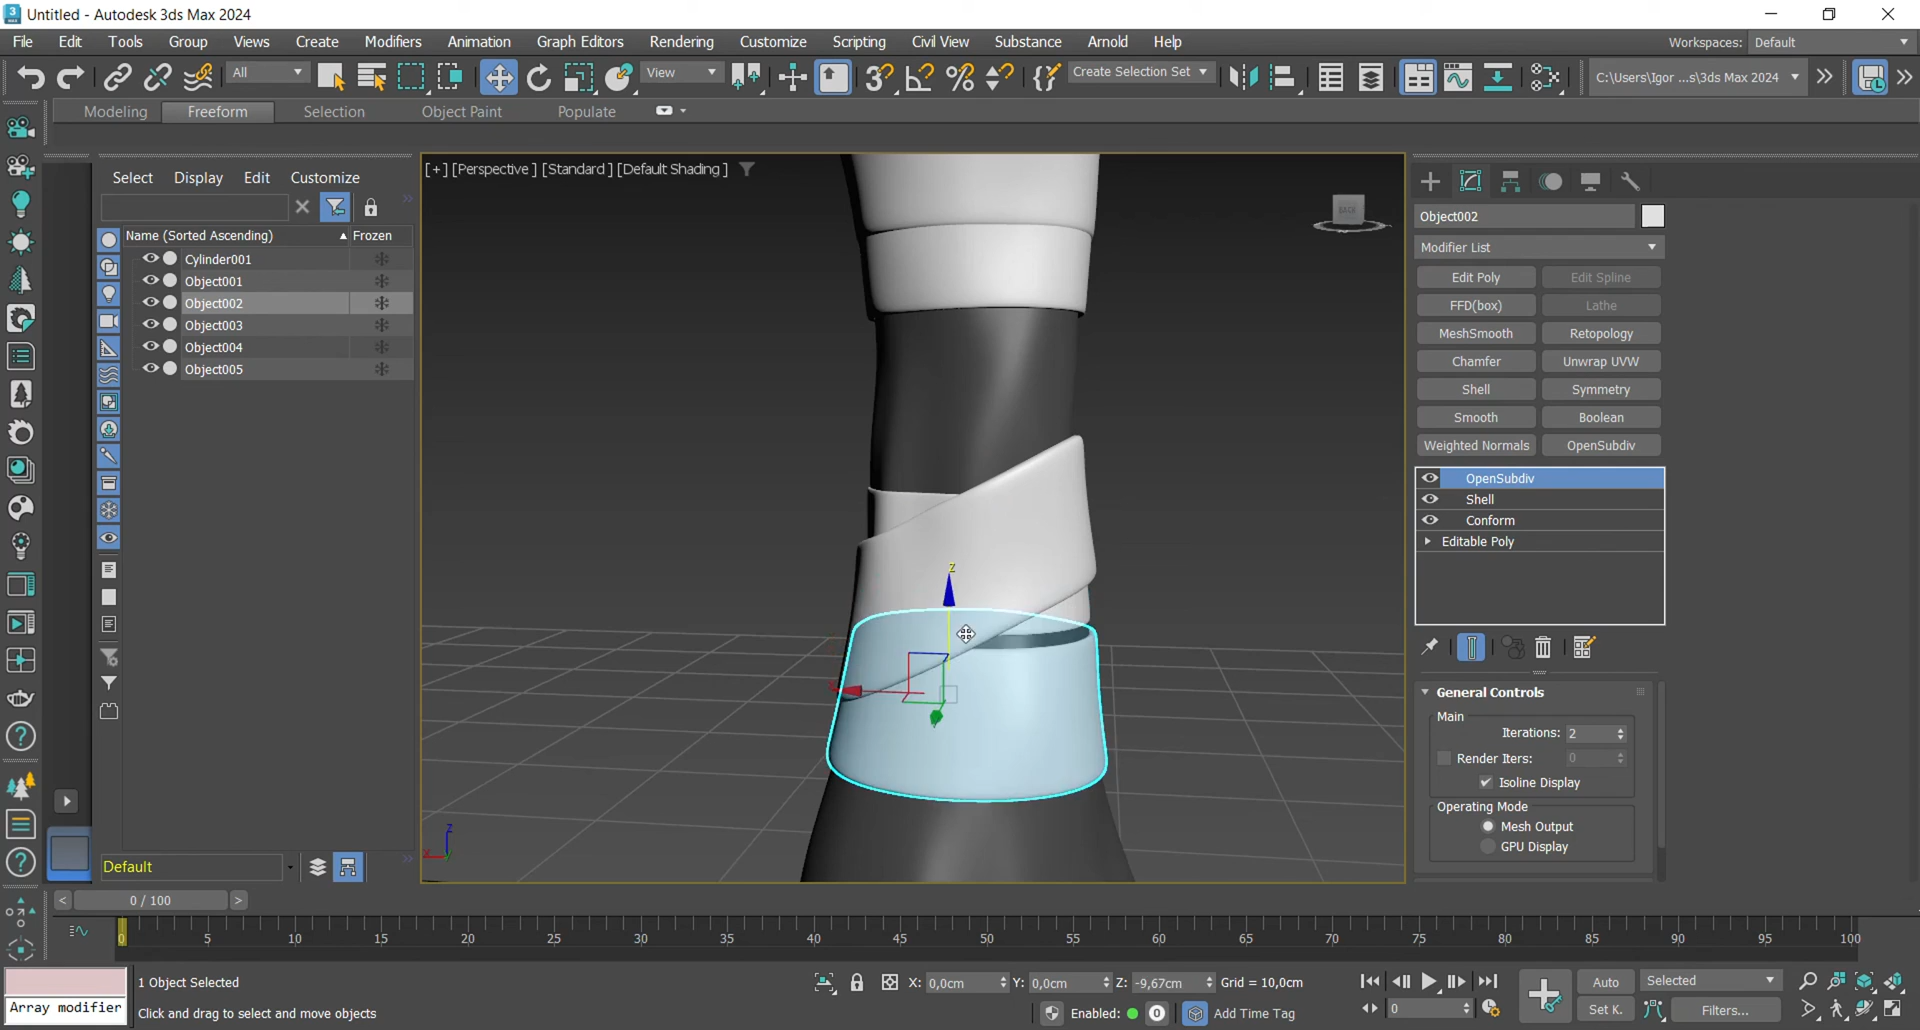 3 Untitled - Autodesk 3ds Max 2024
File Edit Tools Group Views Create Modifiers Animation Graph Editors Rendering Customize Scripting Civil View Substance Arnold Help Workspaces: Default
All View Create Selection Set C:\Users\Igor ...s\3ds Max 2024
Modeling Freeform Selection Object Paint Populate
Select Display Edit Customize
[+] [Perspective] [Standard] [Default Shading]
BACK
Object002
Name (Sorted Ascending) Frozen
Modifier List
Cylinder001
Object001
Object002
Object003
Object004
Object005
Edit Poly Edit Spline
FFD(box) Lathe
MeshSmooth Retopology
Chamfer Unwrap UVW
Shell Symmetry
Smooth Boolean
Weighted Normals OpenSubdiv
OpenSubdiv
Shell
Conform
Editable Poly
z
x
General Controls
Main
Iterations: 2
Render Iters: 0
Isoline Display
Operating Mode
Mesh Output
GPU Display
z
x
Default
< 0 / 100 >
0 5 10 15 20 25 30 35 40 45 50 55 60 65 70 75 80 85 90 95 100
1 Object Selected X: 0,0cm Y: 0,0cm Z: -9,67cm Grid = 10,0cm Auto Selected
Array modifier Click and drag to select and move objects Enabled: 0 Add Time Tag 0 Set K. Filters...